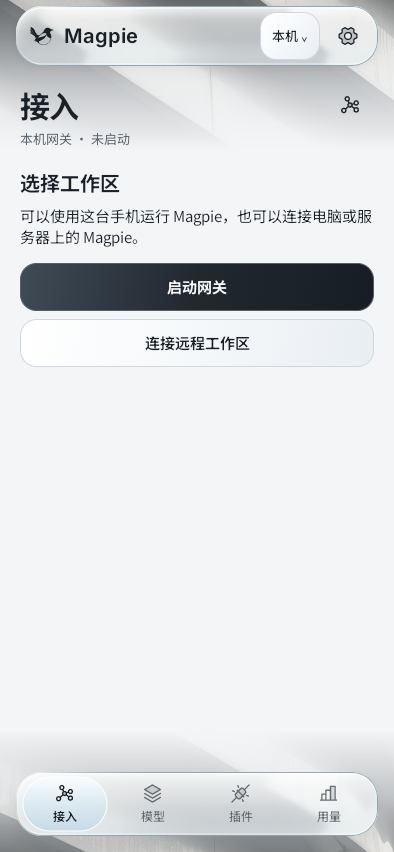 Magpie
本机
接入
本机网关 · 未启动
选择工作区
可以使用这台手机运行 Magpie，也可以连接电脑或服
务器上的 Magpie。
启动网关
连接远程工作区
接入
模型
插件
用量